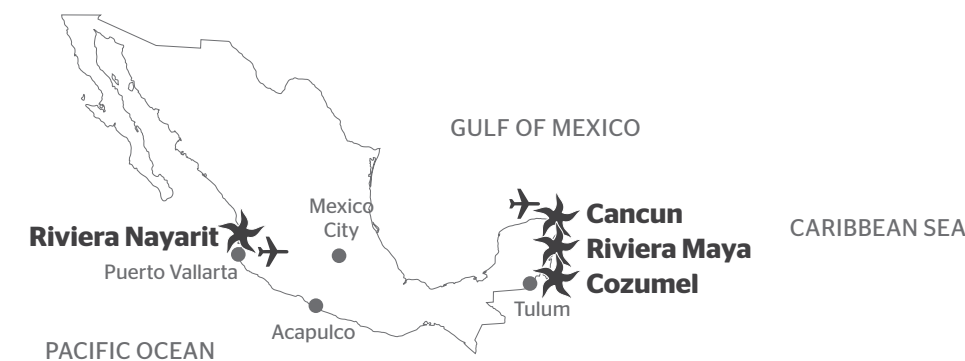 GULF OF MEXICO
Mexico
City
Cancun
Riviera Nayarit
CARIBBEAN SEA
Riviera Maya
Puerto Vallarta
Cozumel
Tulum
Acapulco
PACIFIC OCEAN